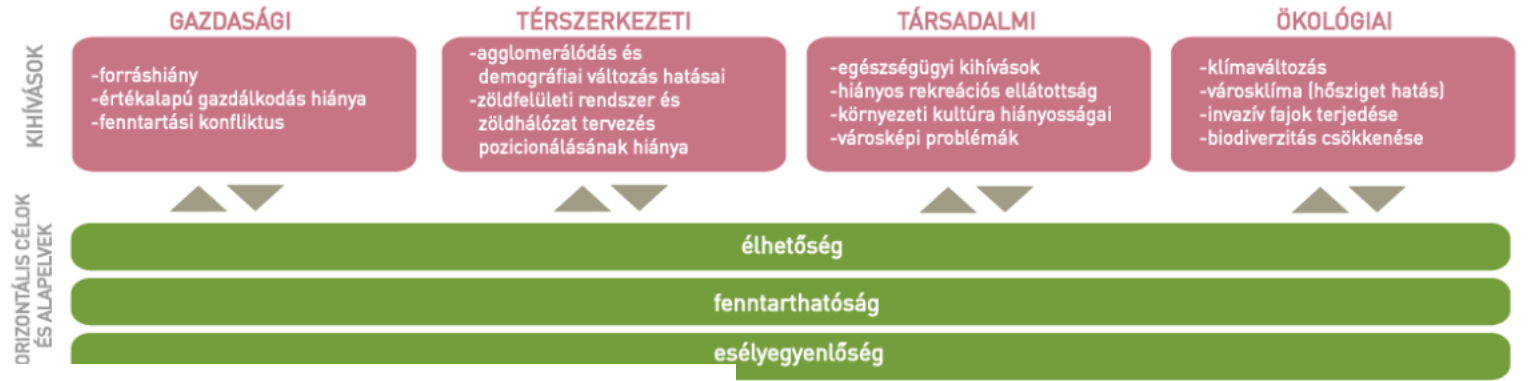 GAZDASÁGI
TÉRSZERKEZETI
TÁRSADALMI
ÖKOLÓGIAI
KIHÍVÁSOK
-forráshiány
-értékalapú gazdálkodás hiánya
-fenntartási konfliktus
-agglomerálódás és
demográfiai változás hatásai
-zöldfelületi rendszer és
zöldhálózat tervezés
pozicionálásának hiánya
-egészségügyi kihívások
-hiányos rekreációs ellátottság
-környezeti kultúra hiányosságai
-városképi problémák
-klímaváltozás
-városklíma (hősziget hatás)
-invazív fajok terjedése
-biodiverzitás csökkenése
ORIZONTÁLIS CÉLOK
ÉS ALAPELVEK
élhetőség
fenntarthatóság
esélyegyenlőség